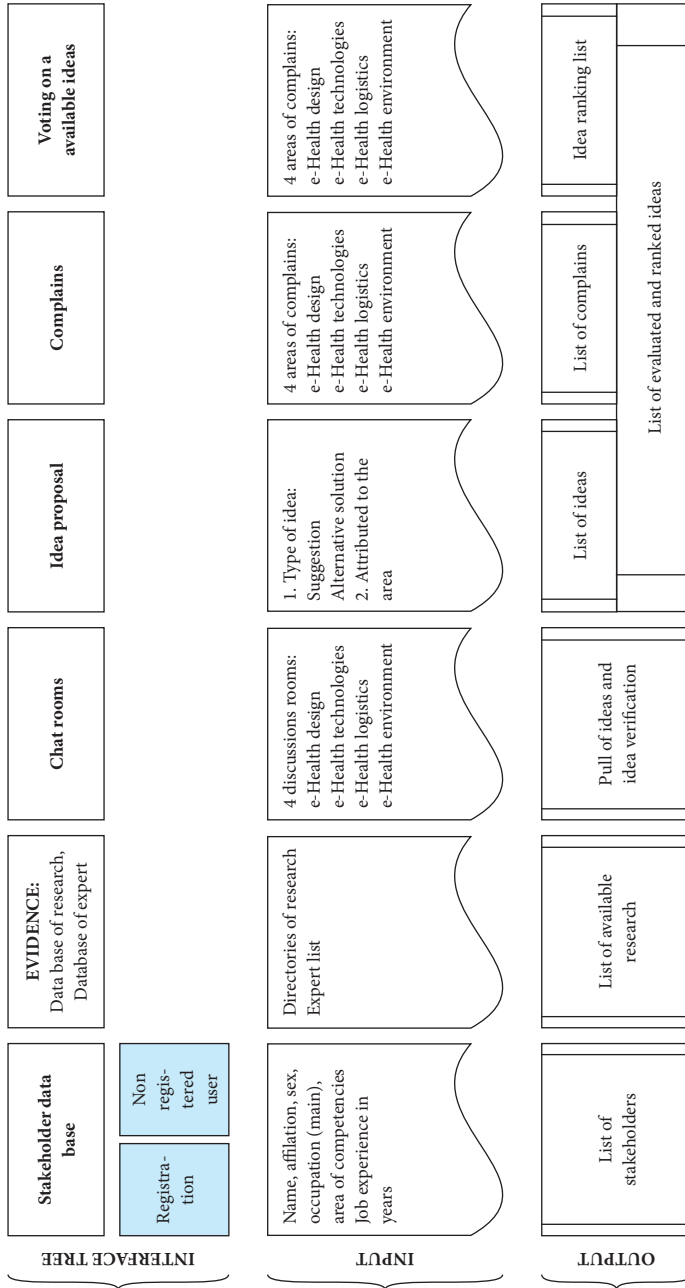 INTERFACE TREE
Stakeholder data
base
Registra-
tion
Non
regis-
tered
user
EVIDENCE:
Data base of research,
Database of expert
Chat rooms
Idea proposal
Complains
Voting on a
available ideas
INPUT
Name, affilation, sex,
occupation (main),
area of competencies
Job experience in
years
Directories of research
Expert list
4 discussions rooms:
e-Health design
e-Health technologies
e-Health logistics
e-Health environment
1. Type of idea:
Suggestion
Alternative solution
2. Attributed to the
area
4 areas of complains:
e-Health design
e-Health technologies
e-Health logistics
e-Health environment
4 areas of complains:
e-Health design
e-Health technologies
e-Health logistics
e-Health environment
OUTPUT
List of
stakeholders
List of available
research
Pull of ideas and
idea verification
List of ideas
List of complains
Idea ranking list
List of evaluated and ranked ideas